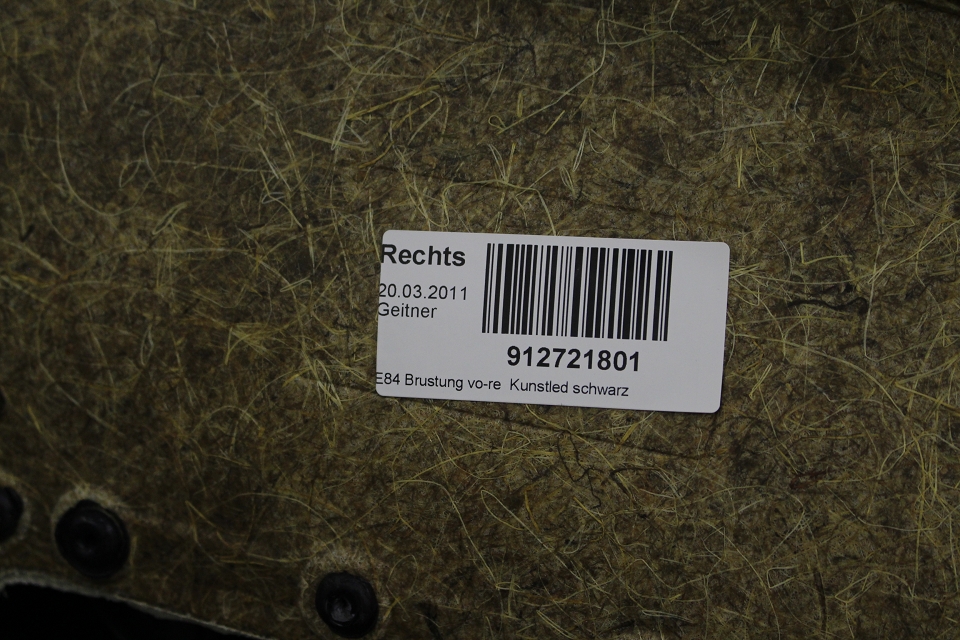 Rechts
20.03.2011
Geitner
912721801
E84 Brustung vo-re Kunstled schwarz